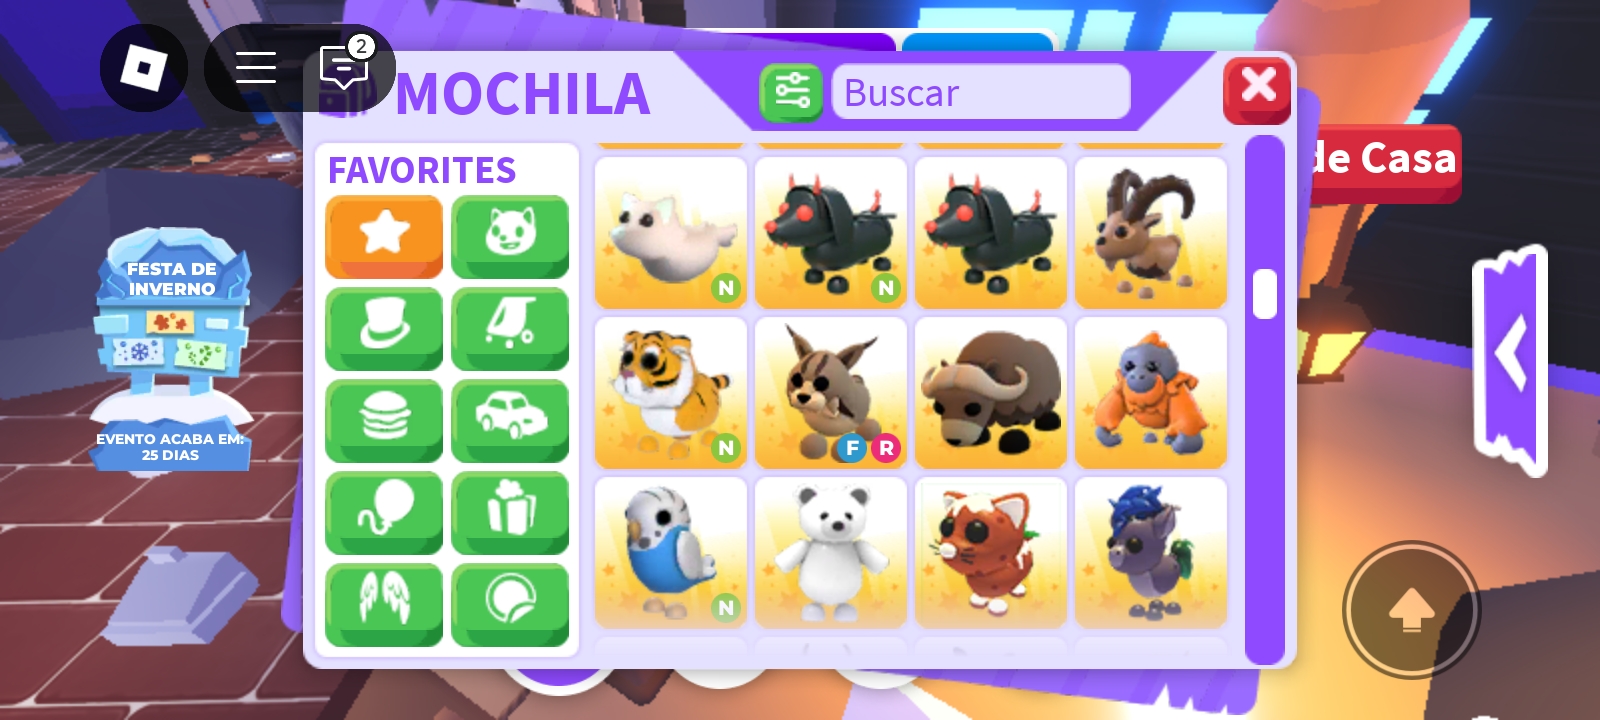 2
MOCHILA
Buscar
FAVORITES
de Casa
FESTA DE
INVERNO
EVENTO ACABA EM:
25 DIAS
N
N
N
F R
N